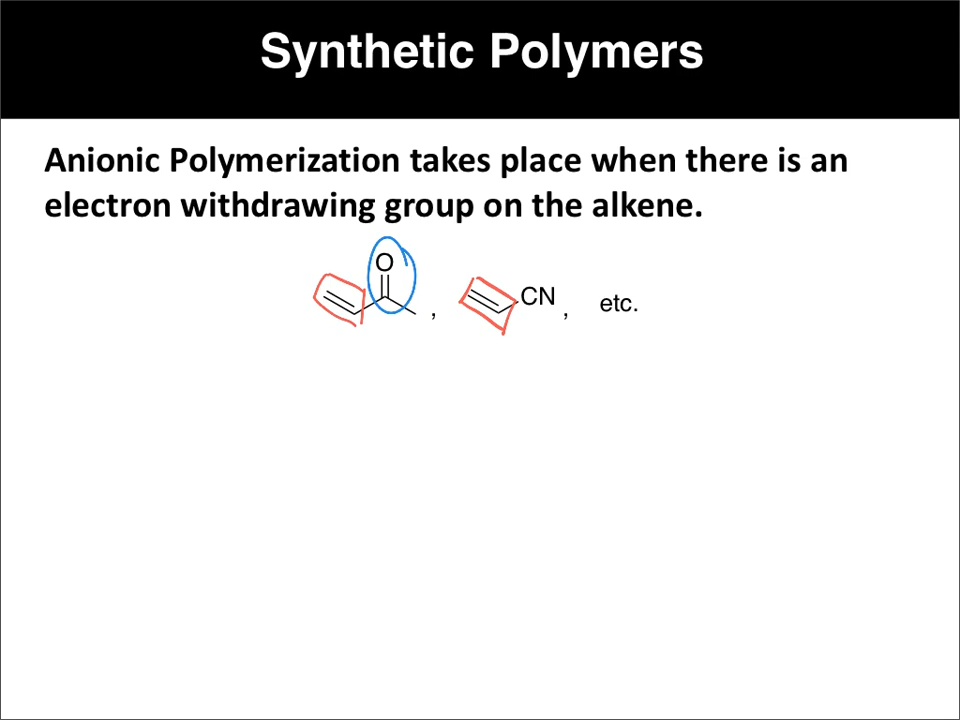 Synthetic Polymers
Anionic Polymerization takes place when there is an
electron withdrawing group on the alkene.
O
, CN, etc.